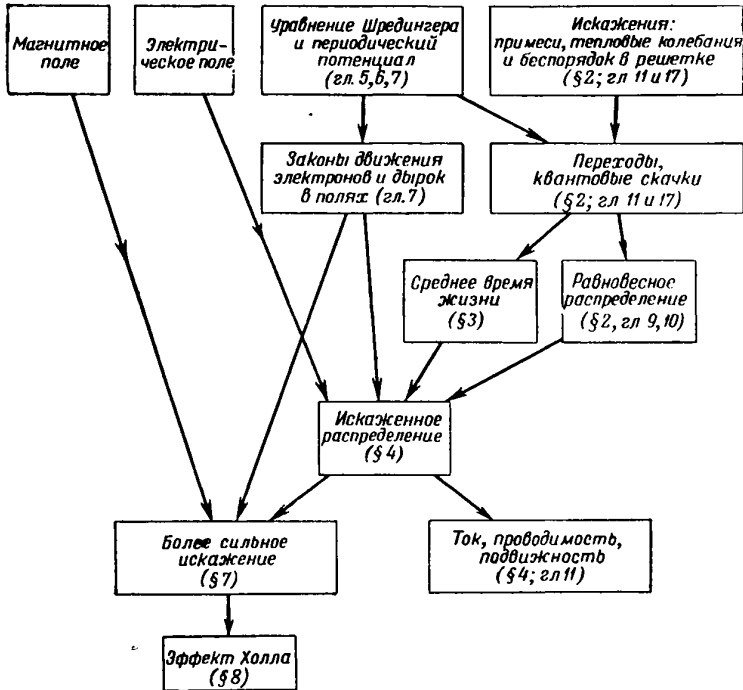 Магнитное
поле
Электри-
ческое поле
Уравнение Шредингера
и периодический
потенциал
(гл. 5,6,7)
Искажения:
примеси, тепловые колебания
и беспорядок в решетке
(§2; гл 11 и 17)
Законы движения
электронов и дырок
в полях (гл.7)
Переходы,
квантовые скачки
(§2; гл 11 и 17)
Среднее время
жизни
(§3)
Равновесное
распределение
(§2, гл 9,10)
Искаженное
распределение
(§4)
Более сильное
искажение
(§7)
Ток, проводимость,
подвижность
(§4; гл11)
Эффект Холла
(§8)